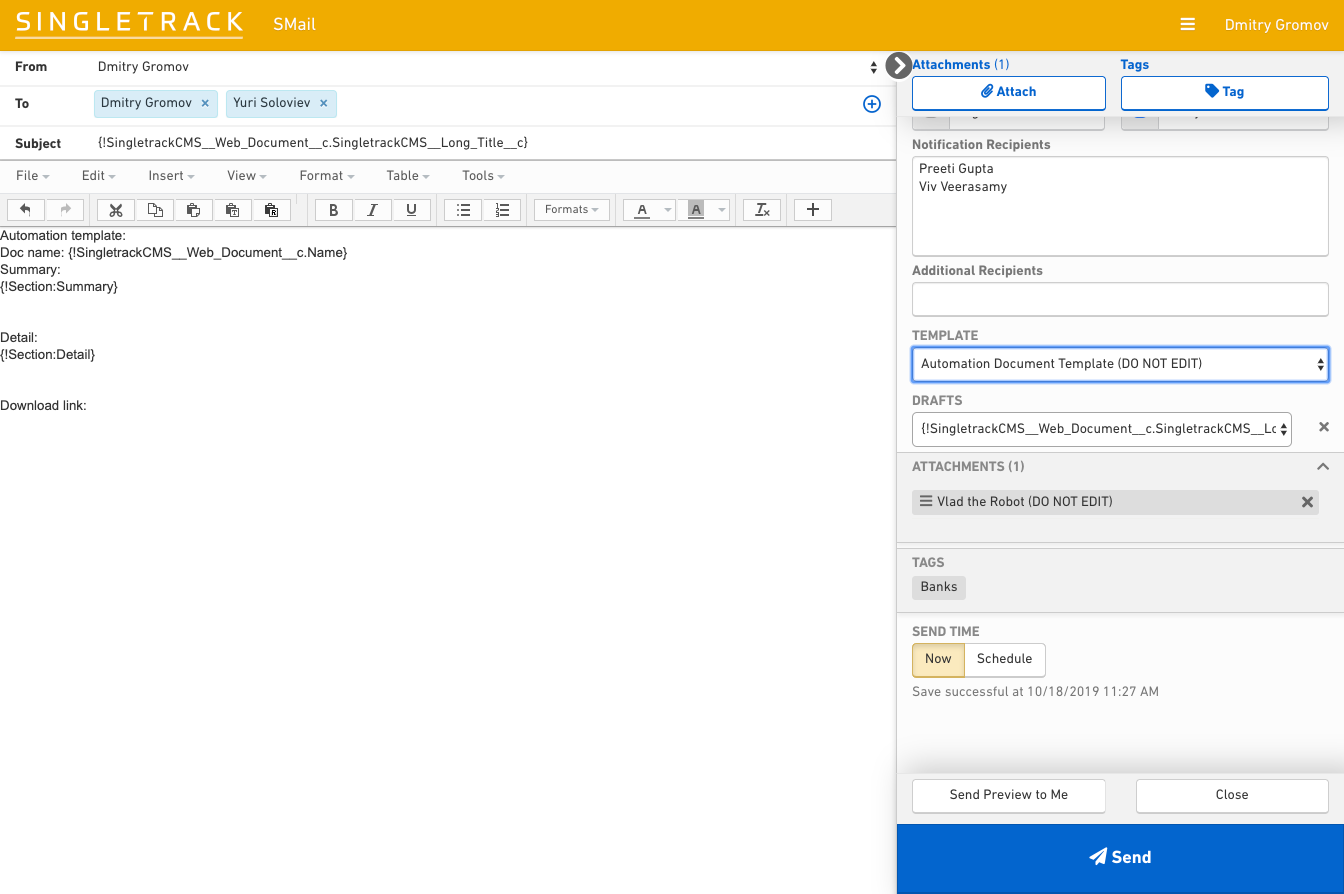 SINGLETRACK SMail Dmitry Gromov
From Dmitry Gromov
To Dmitry Gromov × Yuri Soloviev ×
Subject {!SingletrackCMS__Web_Document__c.SingletrackCMS__Long_Title__c}
File Edit Insert View Format Table Tools
B I U Formats A A Tx
Automation template:
Doc name: {!SingletrackCMS__Web_Document__c.Name}
Summary:
{!Section:Summary}
Detail:
{!Section:Detail}
Download link:
Attachments (1) Tags
Attach Tag
Notification Recipients
Preeti Gupta
Viv Veerasamy
Additional Recipients
TEMPLATE
Automation Document Template (DO NOT EDIT)
DRAFTS
{!SingletrackCMS__Web_Document__c.SingletrackCMS__Lc
ATTACHMENTS (1)
Vlad the Robot (DO NOT EDIT)
TAGS
Banks
SEND TIME
Now Schedule
Save successful at 10/18/2019 11:27 AM
Send Preview to Me Close
Send